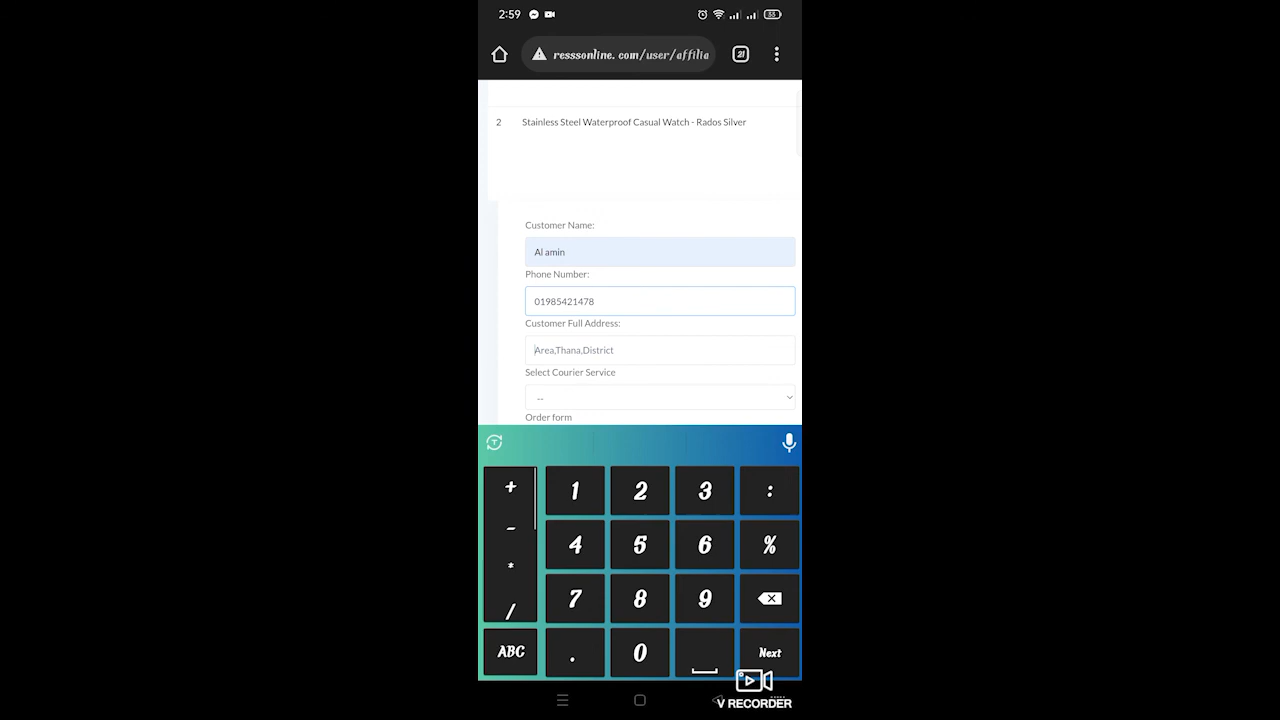 2:59
55
resssonline. com/user/affilia
21
2 Stainless Steel Waterproof Casual Watch - Rados Silver
Customer Name:
Al amin
Phone Number:
01985421478
Customer Full Address:
Area,Thana,District
Select Courier Service
--
Order form
+ 1 2 3 :
- 4 5 6 %
*
/ 7 8 9
ABC . 0 Next
V RECORDER